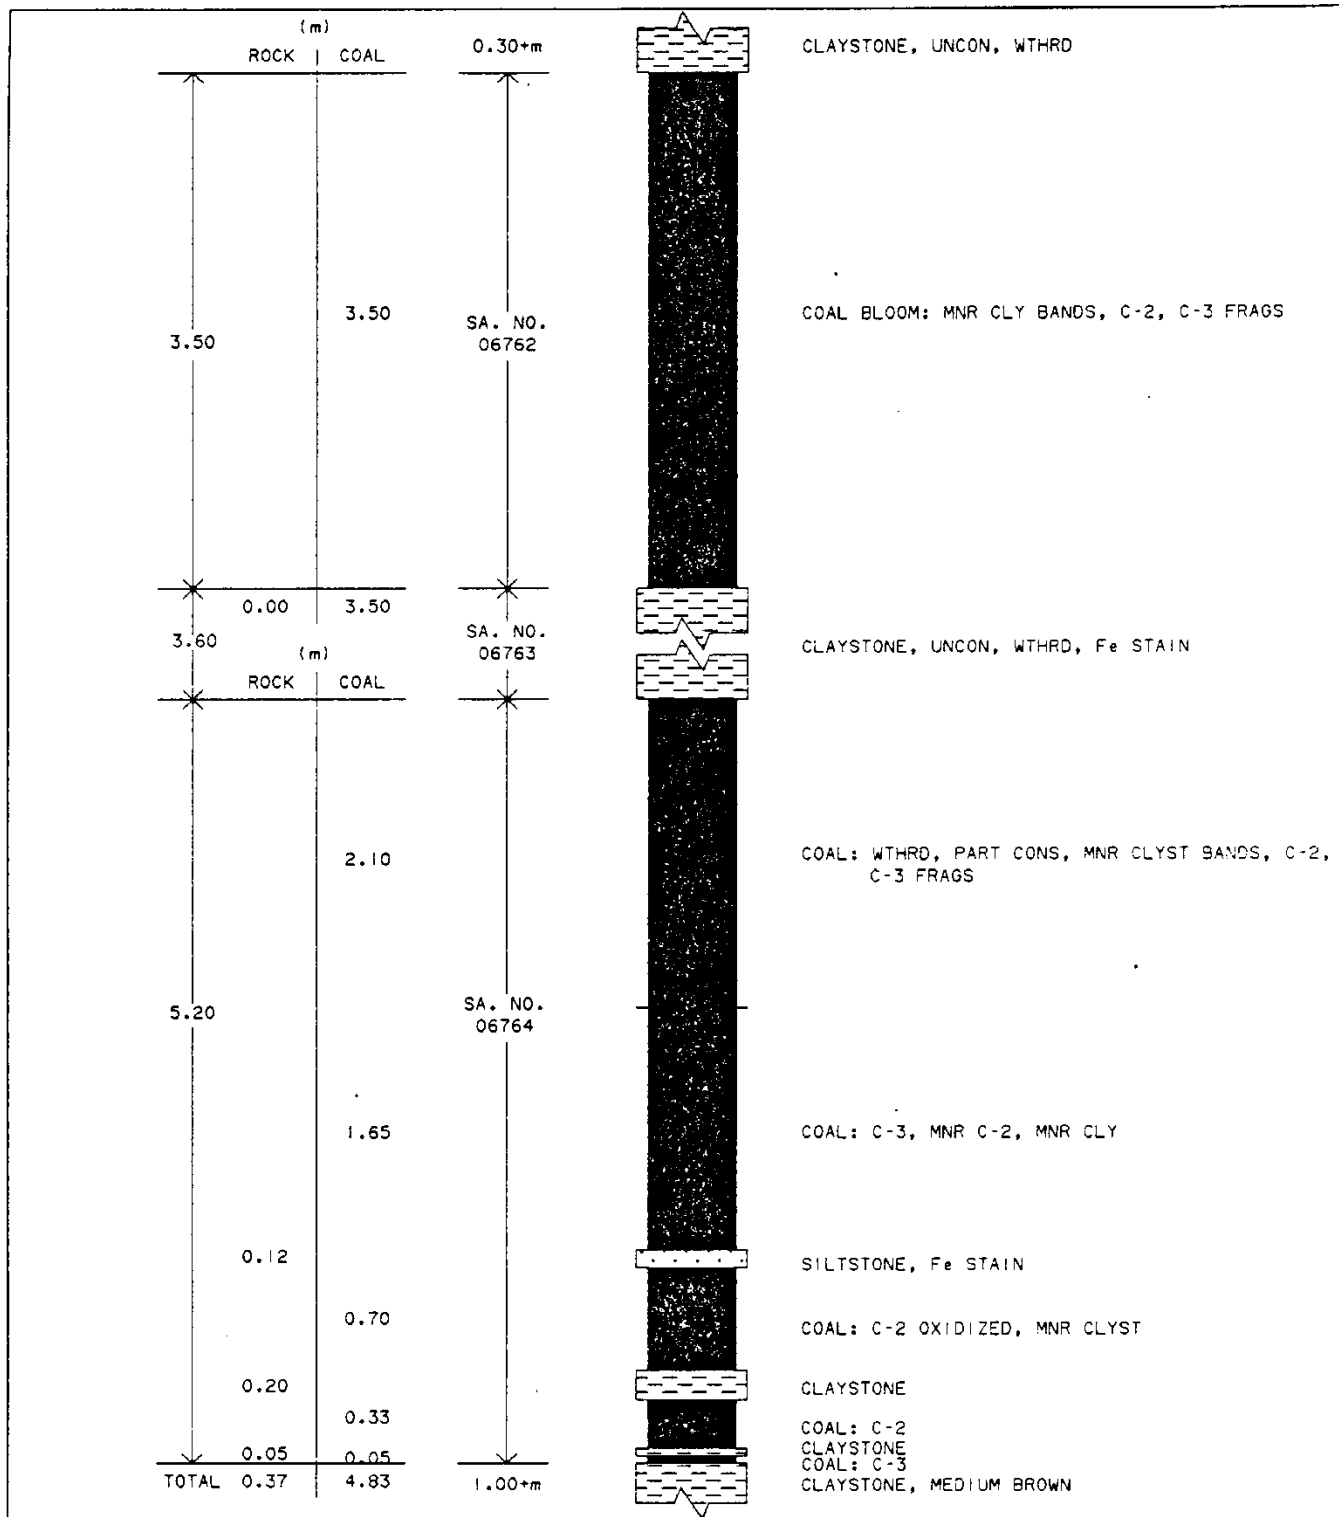 (m)
ROCK | COAL
0.30+m
CLAYSTONE, UNCON, WTHRD
3.50
3.50
SA. NO.
06762
COAL BLOOM: MNR CLY BANDS, C-2, C-3 FRAGS
0.00 3.50
3.60
SA. NO.
06763
CLAYSTONE, UNCON, WTHRD, Fe STAIN
(m)
ROCK COAL
2.10
COAL: WTHRD, PART CONS, MNR CLYST BANDS, C-2,
C-3 FRAGS
5.20
SA. NO.
06764
1.65
COAL: C-3, MNR C-2, MNR CLY
0.12
SILTSTONE, Fe STAIN
0.70
COAL: C-2 OXIDIZED, MNR CLYST
0.20
CLAYSTONE
0.33
COAL: C-2
0.05
CLAYSTONE
0.05
COAL: C-3
TOTAL 0.37 4.83
1.00+m
CLAYSTONE, MEDIUM BROWN